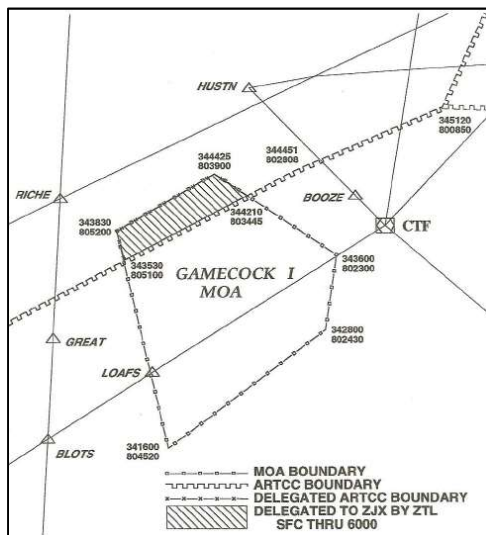 HUSTN
345120
800850
344451
802808
344425
803900
RICHE
BOOZE
344210
803445
CTF
343830
805200
343530
805100
GAMECOCK I
MOA
343600
802300
GREAT
342800
802430
LOAFS
BLOTS
341600
804520
MOA BOUNDARY
ARTCC BOUNDARY
DELEGATED ARTCC BOUNDARY
DELEGATED TO ZJX BY ZTL
SFC THRU 6000